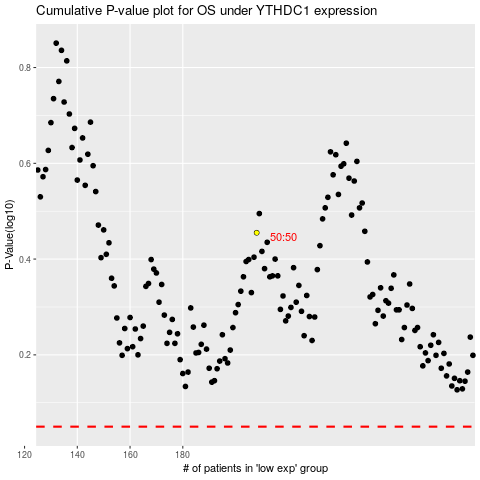 Cumulative P-value plot for OS under YTHDC1 expression
P-Value(log10)
0.8
0.6
0.4
0.2
50:50
120 140 160 180
# of patients in 'low exp' group